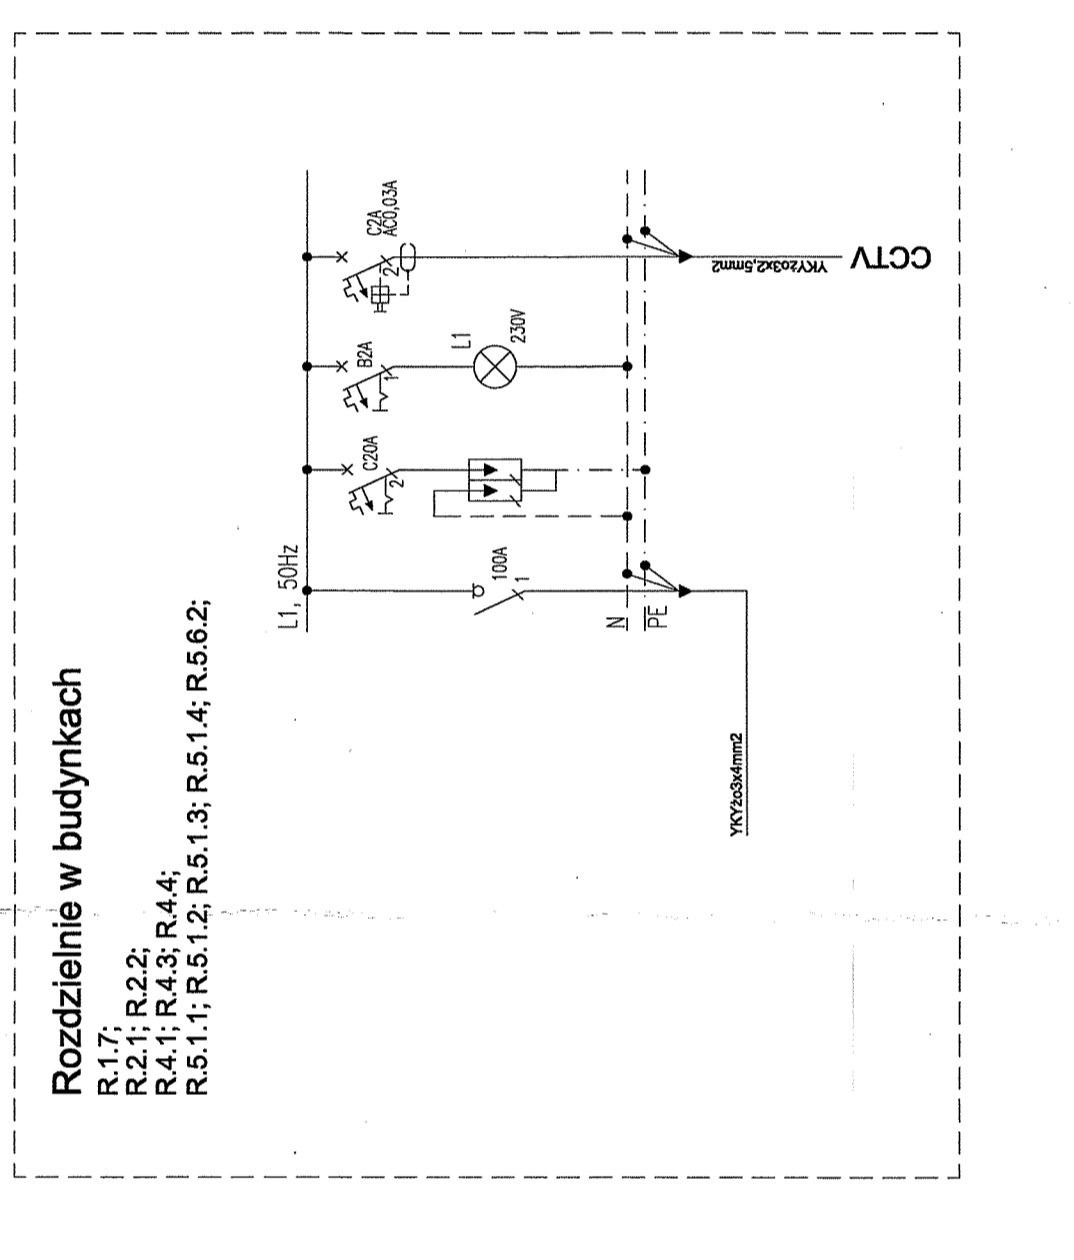 Rozdzielnie w budynkach
R.1.7;
R.2.1; R.2.2;
R.4.1; R.4.3; R.4.4;
R.5.1.1; R.5.1.2; R.5.1.3; R.5.1.4; R.5.6.2;
L1, 50Hz
100A
1
C20A
2
B2A
1
L1
230V
C2A
AC0,03A
2
H
N
PE
YKYżo3x4mm2
YKYżo3x2,5mm2
CCTV